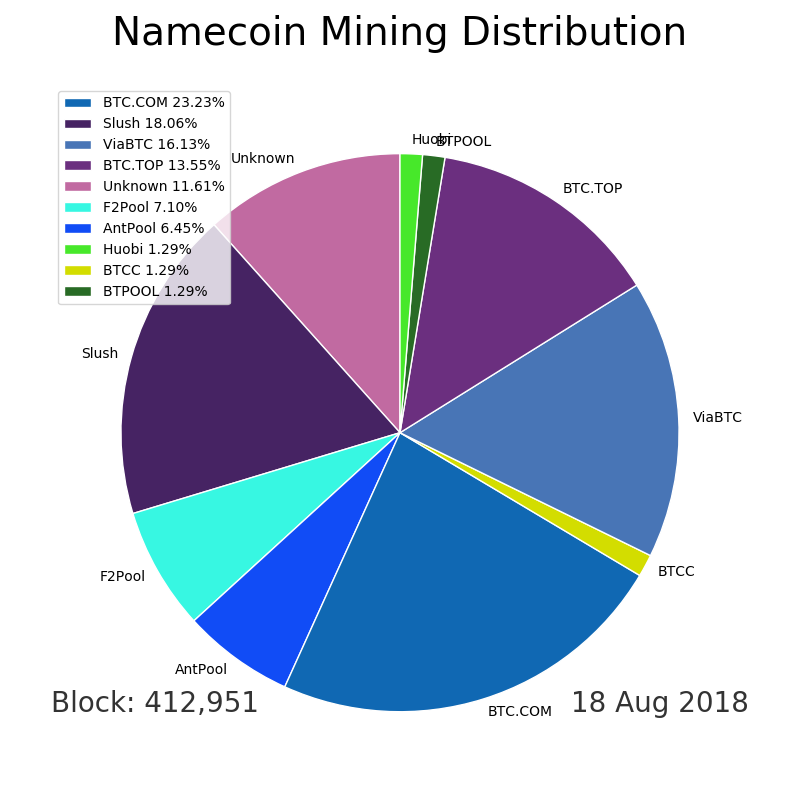 Namecoin Mining Distribution
BTC.COM 23.23%
Slush 18.06%
ViaBTC 16.13%
BTC.TOP 13.55%
Unknown 11.61%
F2Pool 7.10%
AntPool 6.45%
Huobi 1.29%
BTCC 1.29%
BTPOOL 1.29%
Huobi
BTPOOL
Unknown
BTC.TOP
Slush
ViaBTC
F2Pool
BTCC
AntPool
BTC.COM
Block: 412,951
18 Aug 2018